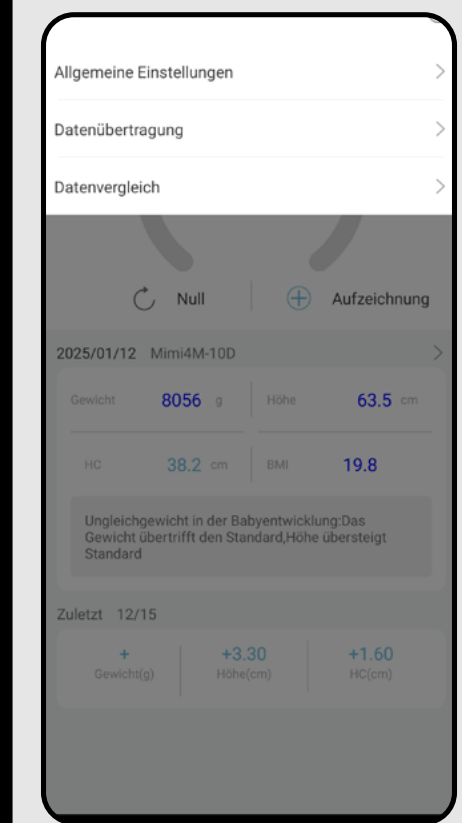 Allgemeine Einstellungen
Datenübertragung
Datenvergleich
Null Aufzeichnung
2025/01/12 Mimi4M-10D
Gewicht 8056 g Höhe 63.5 cm
HC 38.2 cm BMI 19.8
Ungleichgewicht in der Babyentwicklung:Das
Gewicht übertrifft den Standard,Höhe übersteigt
Standard
Zuletzt 12/15
+ +3.30 +1.60
Gewicht(g) Höhe(cm) HC(cm)